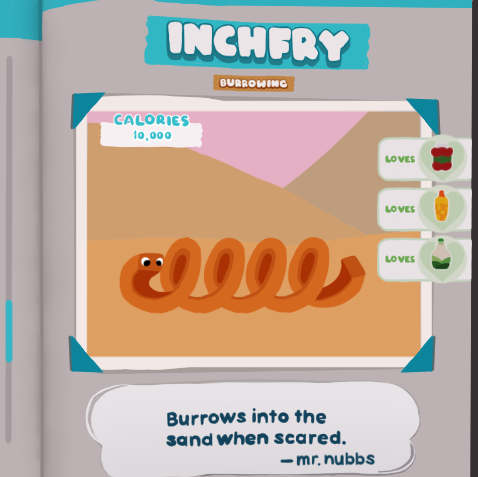 INCHFRY
BURROWING
CALORIES
10,000
LOVES
LOVES
LOVES
Burrows into the
sand when scared.
— mr. nubbs